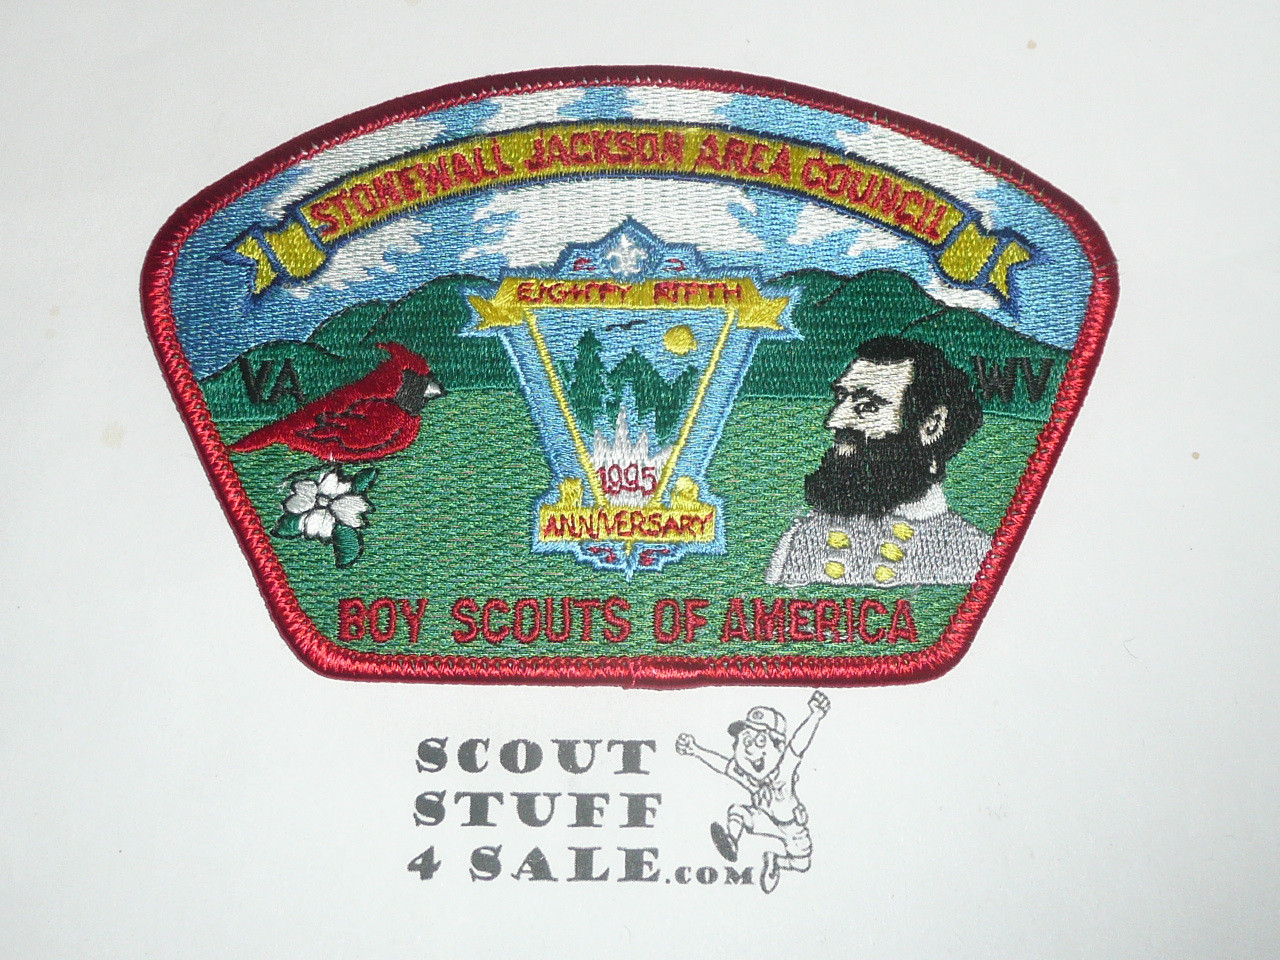 STONEWALL JACKSON AREA COUNCIL
EIGHTY FIFTH
VA
WV
1995
ANNIVERSARY
BOY SCOUTS OF AMERICA
SCOUT
STUFF
4 SALE.COM